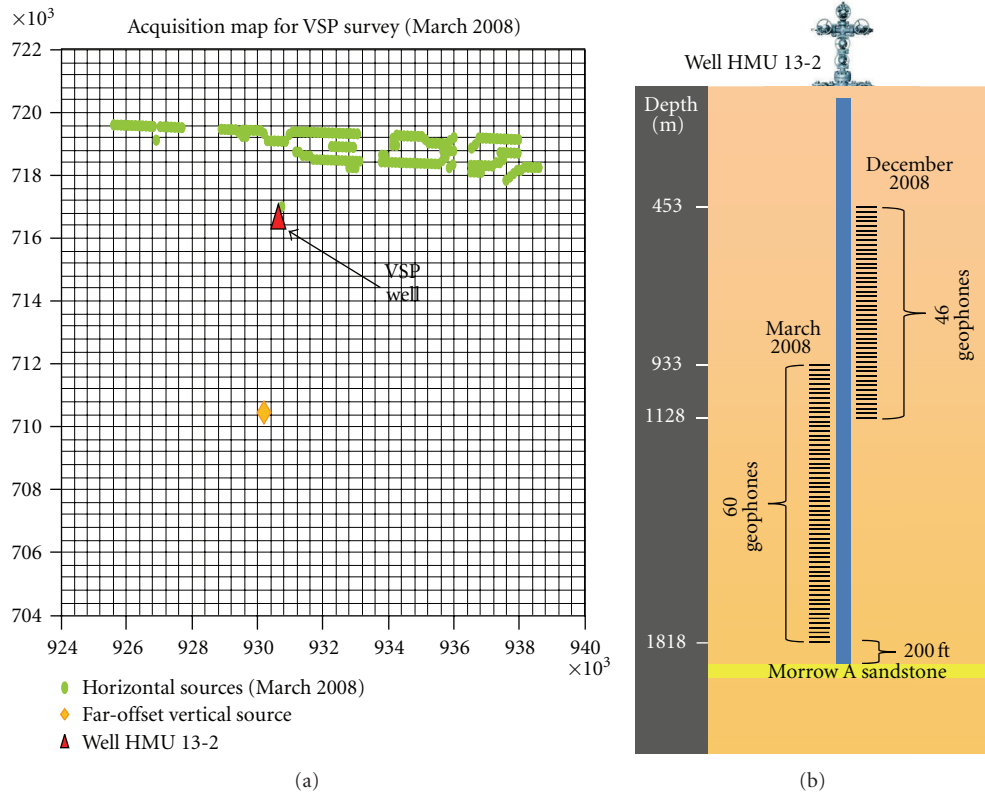 Acquisition map for VSP survey (March 2008)
×10³
722
720
718
716
714
712
710
708
706
704
924
926
928
930
932
934
936
938
940
×10³
VSP
well
Horizontal sources (March 2008)
Far-offset vertical source
Well HMU 13-2
(a)
Well HMU 13-2
Depth
(m)
December
2008
453
46
geophones
March
2008
933
1128
60
geophones
1818
200 ft
Morrow A sandstone
(b)